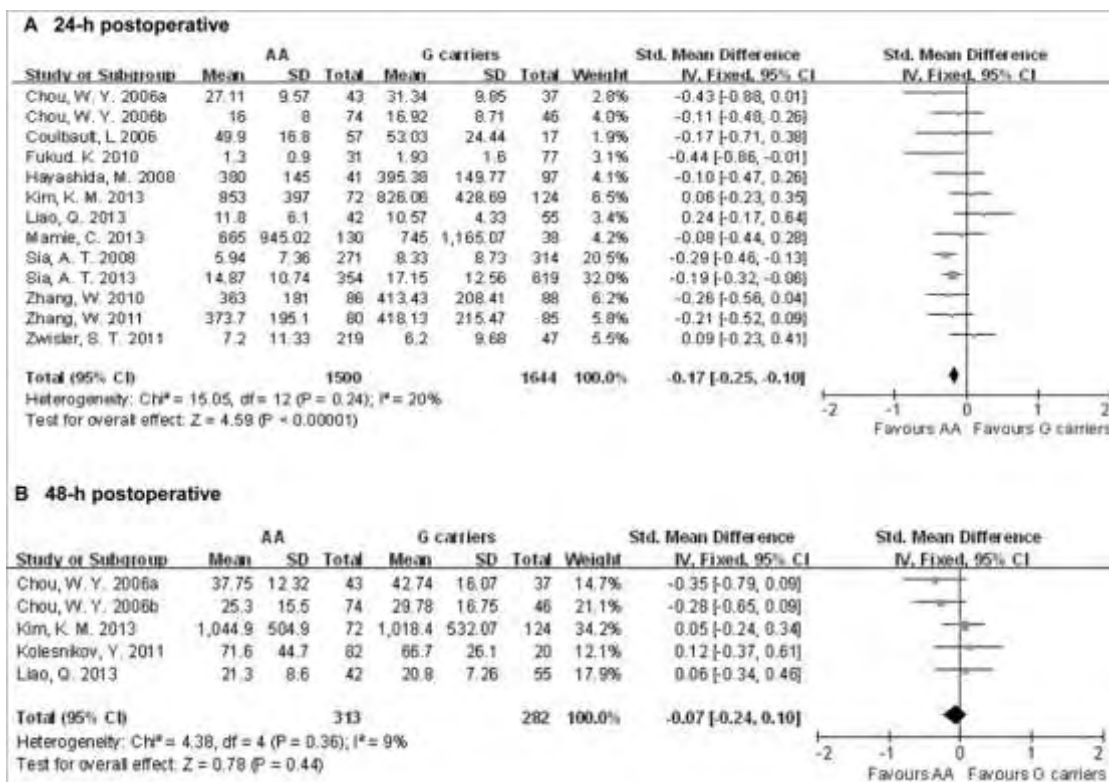 A 24-h postoperative
AA G carriers Std. Mean Difference Std. Mean Difference
Study or Subgroup Mean SD Total Mean SD Total Weight IV, Fixed, 95% CI IV, Fixed, 95% CI
Chou, W. Y. 2006a 27.11 9.57 43 31.34 9.85 37 2.8% -0.43 [-0.88, 0.01]
Chou, W. Y. 2006b 16 8 74 16.92 8.71 46 4.1% -0.11 [-0.48, 0.26]
Coulbault, L 2006 49.9 16.8 57 53.03 24.44 17 1.9% -0.17 [-0.71, 0.38]
Fukud. K. 2010 1.3 0.9 31 1.93 1.6 77 3.1% -0.44 [-0.86, -0.01]
Hayashida, M. 2008 380 145 41 395.38 149.77 97 4.1% -0.10 [-0.47, 0.26]
Kim, K. M. 2013 853 397 72 826.06 428.69 124 6.5% 0.06 [-0.23, 0.35]
Liao, Q. 2013 11.8 6.1 42 10.57 4.33 55 3.4% 0.24 [-0.17, 0.64]
Mamie, C. 2013 665 945.02 130 745 1,165.07 38 4.2% -0.08 [-0.44, 0.28]
Sia, A. T. 2008 5.94 7.36 271 8.33 8.73 314 20.5% -0.29 [-0.46, -0.13]
Sia, A. T. 2013 14.87 10.74 354 17.15 12.56 619 32.0% -0.19 [-0.32, -0.06]
Zhang, W. 2010 363 181 86 413.43 208.41 88 6.2% -0.26 [-0.56, 0.04]
Zhang, W. 2011 373.7 195.1 80 418.13 215.47 85 5.8% -0.21 [-0.52, 0.09]
Zwisler, S. T. 2011 7.2 11.33 219 6.2 9.68 47 5.5% 0.09 [-0.23, 0.41]
Total (95% CI) 1500 1644 100.0% -0.17 [-0.25, -0.10]
Heterogeneity: Chi² = 15.05, df = 12 (P = 0.24); I² = 20%
Test for overall effect: Z = 4.59 (P < 0.00001)
-2 -1 0 1 2
Favours AA Favours G carriers
B 48-h postoperative
AA G carriers Std. Mean Difference Std. Mean Difference
Study or Subgroup Mean SD Total Mean SD Total Weight IV, Fixed, 95% CI IV, Fixed, 95% CI
Chou, W. Y. 2006a 37.75 12.32 43 42.74 16.07 37 14.7% -0.35 [-0.79, 0.09]
Chou, W. Y. 2006b 25.3 15.5 74 29.78 16.75 46 21.1% -0.28 [-0.65, 0.09]
Kim, K. M. 2013 1,044.9 504.9 72 1,018.4 532.07 124 34.2% 0.05 [-0.24, 0.34]
Kolesnikov, Y. 2011 71.6 44.7 82 66.7 26.1 20 12.1% 0.12 [-0.37, 0.61]
Liao, Q. 2013 21.3 8.6 42 20.8 7.26 55 17.9% 0.06 [-0.34, 0.46]
Total (95% CI) 313 282 100.0% -0.07 [-0.24, 0.10]
Heterogeneity: Chi² = 4.38, df = 4 (P = 0.36); I² = 9%
Test for overall effect: Z = 0.78 (P = 0.44)
-2 -1 0 1 2
Favours AA Favours G carriers